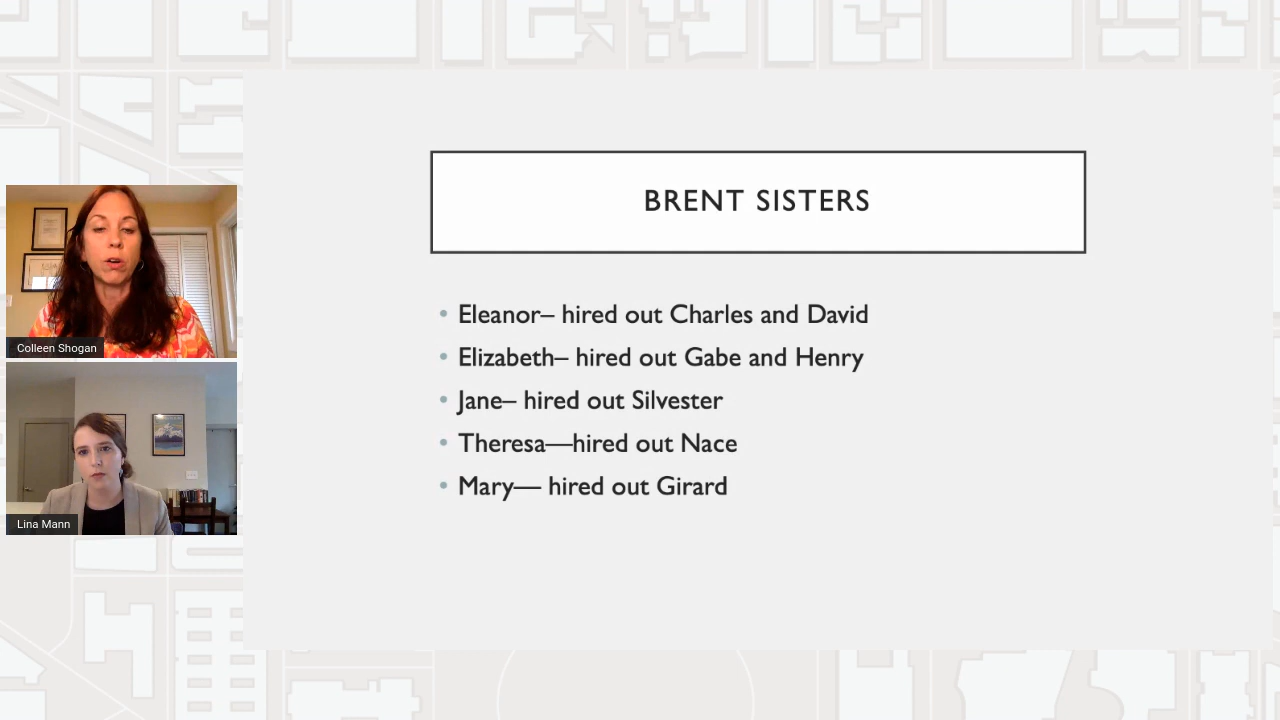 BRENT SISTERS
• Eleanor– hired out Charles and David
• Elizabeth– hired out Gabe and Henry
• Jane– hired out Silvester
• Theresa—hired out Nace
• Mary— hired out Girard
Colleen Shogan
Lina Mann